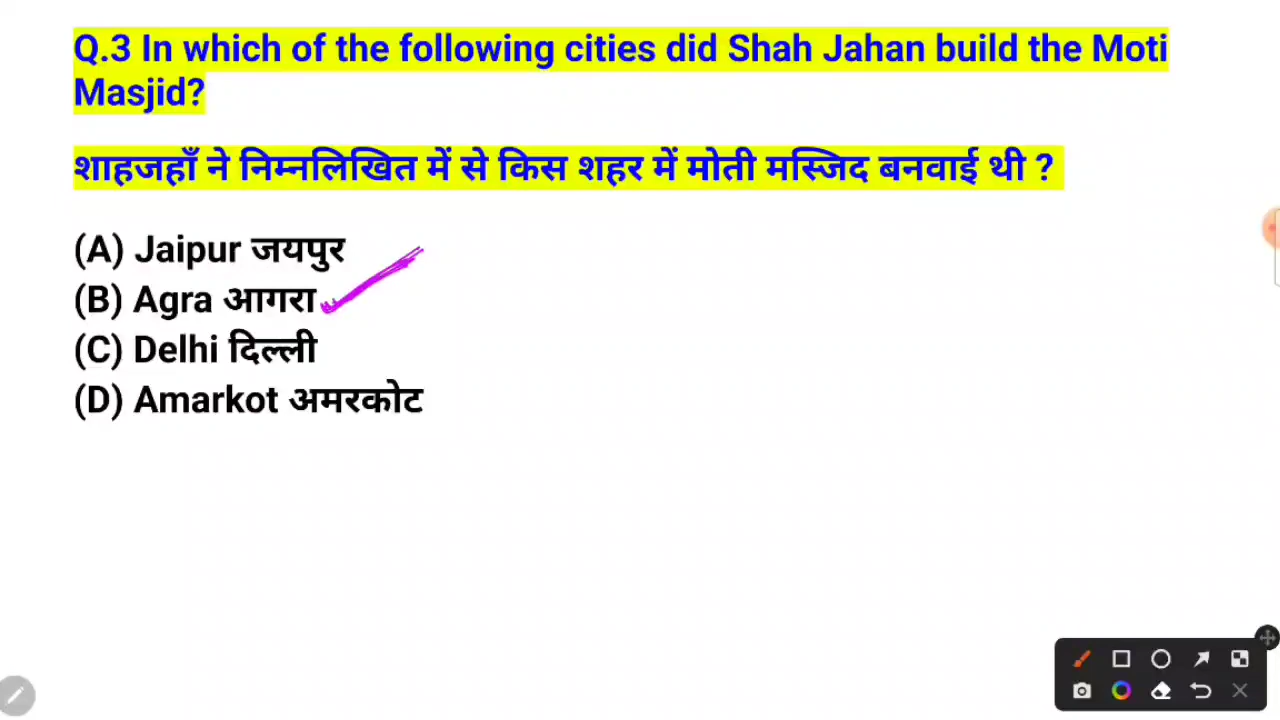 Q.3 In which of the following cities did Shah Jahan build the Moti
Masjid?
शाहजहाँ ने निम्नलिखित में से किस शहर में मोती मस्जिद बनवाई थी ?
(A) Jaipur जयपुर
(B) Agra आगरा
(C) Delhi दिल्ली
(D) Amarkot अमरकोट